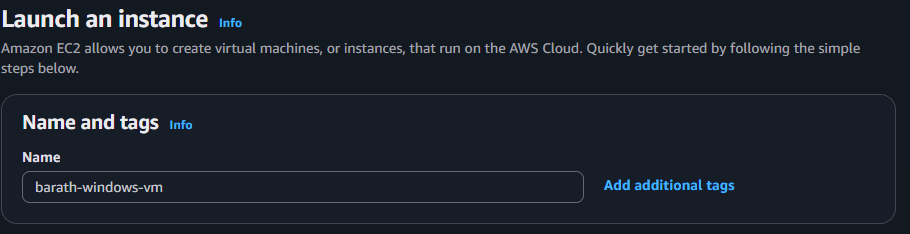 Launch an instance Info
Amazon EC2 allows you to create virtual machines, or instances, that run on the AWS Cloud. Quickly get started by following the simple
steps below.
Name and tags Info
Name
barath-windows-vm
Add additional tags